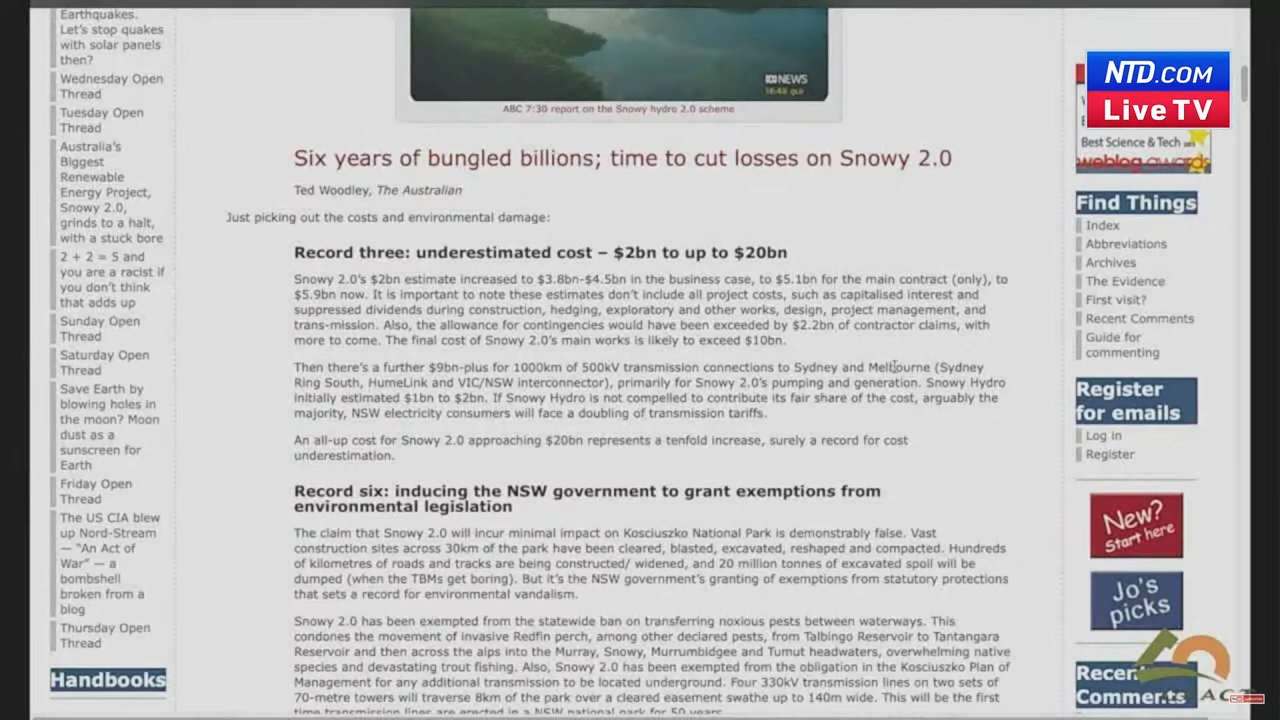 Earthquakes.
Let's stop quakes
with solar panels
then?
Wednesday Open
Thread
Tuesday Open
Thread
Australia's
Biggest
Renewable
Energy Project,
Snowy 2.0,
grinds to a halt,
with a stuck bore
2 + 2 = 5 and
you are a racist if
you don't think
that adds up
Sunday Open
Thread
Saturday Open
Thread
Save Earth by
blowing holes in
the moon? Moon
dust as a
sunscreen for
Earth
Friday Open
Thread
The US CIA blew
up Nord-Stream
— "An Act of
War" — a
bombshell
broken from a
blog
Thursday Open
Thread
Handbooks
NEWS
ABC 7:30 report on the Snowy hydro 2.0 scheme
Six years of bungled billions; time to cut losses on Snowy 2.0
Ted Woodley, The Australian
Just picking out the costs and environmental damage:
Record three: underestimated cost – $2bn to up to $20bn
Snowy 2.0's $2bn estimate increased to $3.8bn-$4.5bn in the business case, to $5.1bn for the main contract (only), to
$5.9bn now. It is important to note these estimates don't include all project costs, such as capitalised interest and
suppressed dividends during construction, hedging, exploratory and other works, design, project management, and
trans-mission. Also, the allowance for contingencies would have been exceeded by $2.2bn of contractor claims, with
more to come. The final cost of Snowy 2.0's main works is likely to exceed $10bn.
Then there's a further $9bn-plus for 1000km of 500kV transmission connections to Sydney and Melbourne (Sydney
Ring South, HumeLink and VIC/NSW interconnector), primarily for Snowy 2.0's pumping and generation. Snowy Hydro
initially estimated $1bn to $2bn. If Snowy Hydro is not compelled to contribute its fair share of the cost, arguably the
majority, NSW electricity consumers will face a doubling of transmission tariffs.
An all-up cost for Snowy 2.0 approaching $20bn represents a tenfold increase, surely a record for cost
underestimation.
Record six: inducing the NSW government to grant exemptions from
environmental legislation
The claim that Snowy 2.0 will incur minimal impact on Kosciuszko National Park is demonstrably false. Vast
construction sites across 30km of the park have been cleared, blasted, excavated, reshaped and compacted. Hundreds
of kilometres of roads and tracks are being constructed/ widened, and 20 million tonnes of excavated spoil will be
dumped (when the TBMs get boring). But it's the NSW government's granting of exemptions from statutory protections
that sets a record for environmental vandalism.
Snowy 2.0 has been exempted from the statewide ban on transferring noxious pests between waterways. This
condones the movement of invasive Redfin perch, among other declared pests, from Talbingo Reservoir to Tantangara
Reservoir and then across the alps into the Murray, Snowy, Murrumbidgee and Tumut headwaters, overwhelming native
species and devastating trout fishing. Also, Snowy 2.0 has been exempted from the obligation in the Kosciuszko Plan of
Management for any additional transmission to be located underground. Four 330kV transmission lines on two sets of
70-metre towers will traverse 8km of the park over a cleared easement swathe up to 140m wide. This will be the first
time transmission lines are erected in a NSW national park for 50 years
NTD.COM
Live TV
Best Science & Tech
weblog awards
Find Things
Index
Abbreviations
Archives
The Evidence
First visit?
Recent Comments
Guide for
commenting
Register
for emails
Log in
Register
New?
Start here
Jo's
picks
Recent
Comments